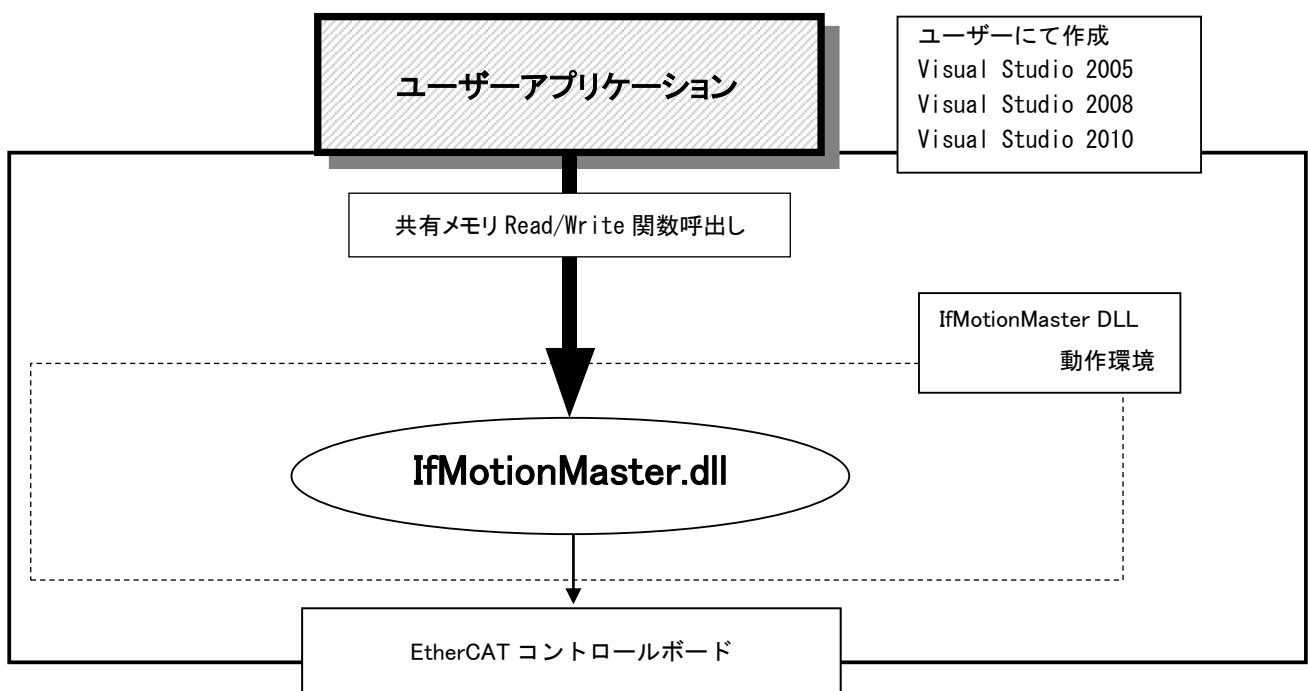 ユーザーアプリケーション
ユーザーにて作成
Visual Studio 2005
Visual Studio 2008
Visual Studio 2010
共有メモリ Read/Write 関数呼出し
IfMotionMaster DLL
動作環境
IfMotionMaster.dll
EtherCAT コントロールボード